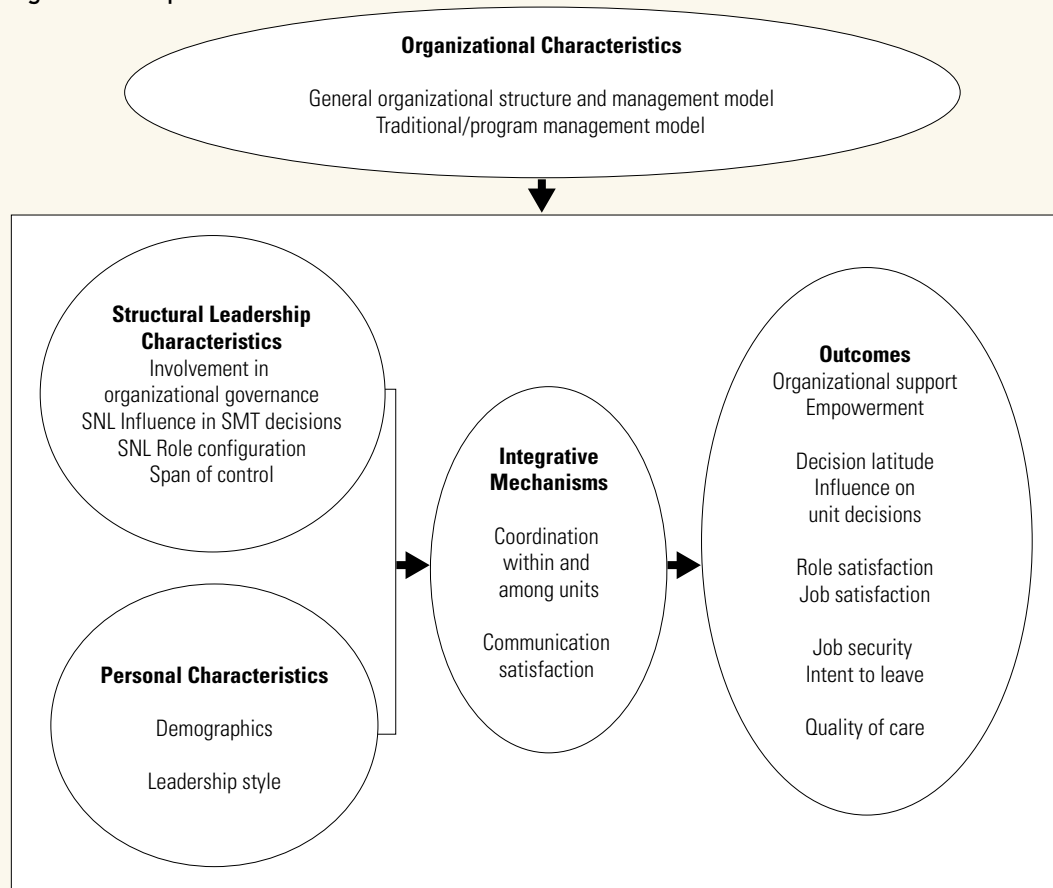 Organizational Characteristics
General organizational structure and management model
Traditional/program management model
Structural Leadership
Characteristics
Involvement in
organizational governance
SNL Influence in SMT decisions
SNL Role configuration
Span of control
Personal Characteristics
Demographics
Leadership style
Integrative
Mechanisms
Coordination
within and
among units
Communication
satisfaction
Outcomes
Organizational support
Empowerment
Decision latitude
Influence on
unit decisions
Role satisfaction
Job satisfaction
Job security
Intent to leave
Quality of care